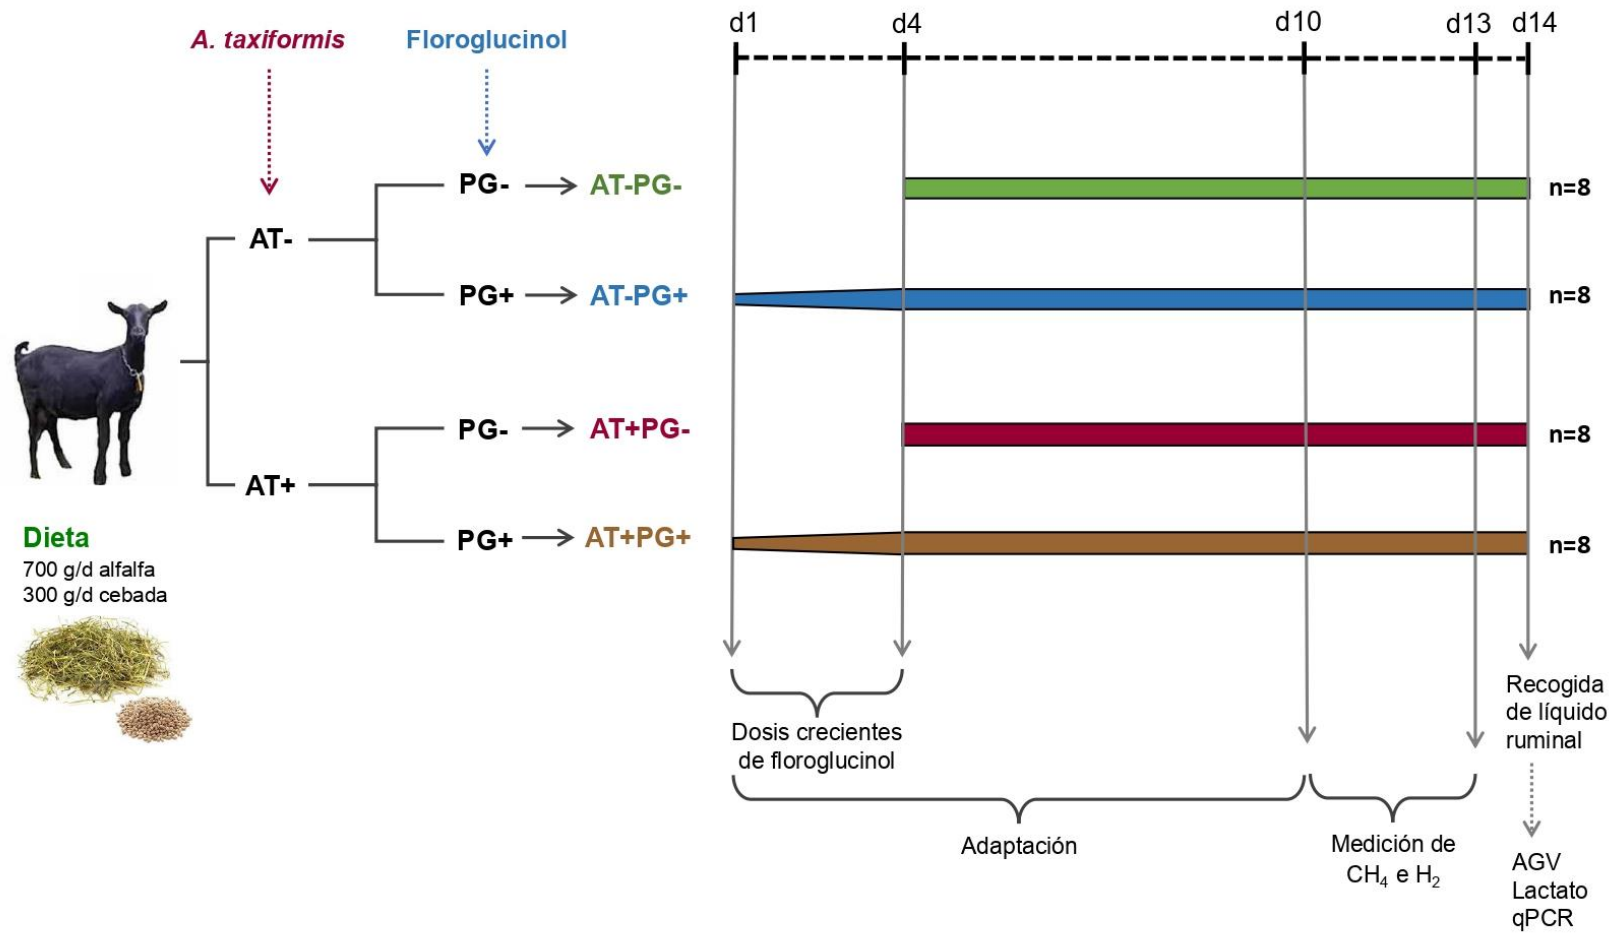 A. taxiformis
Floroglucinol
d1
d4
d10
d13
d14
PG-
AT-PG-
n=8
AT-
PG+
AT-PG+
n=8
PG-
AT+PG-
n=8
AT+
PG+
AT+PG+
n=8
Dieta
700 g/d alfalfa
300 g/d cebada
Dosis crecientes
de floroglucinol
Adaptación
Medición de
CH₄ e H₂
Recogida
de líquido
ruminal
AGV
Lactato
qPCR